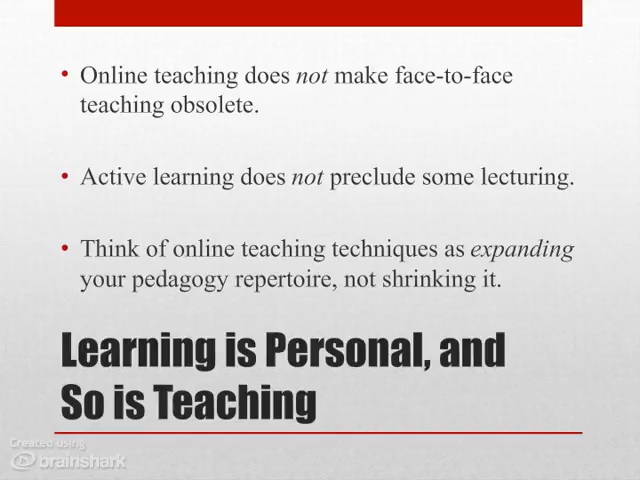 • Online teaching does not make face-to-face
teaching obsolete.
• Active learning does not preclude some lecturing.
• Think of online teaching techniques as expanding
your pedagogy repertoire, not shrinking it.
Learning is Personal, and
So is Teaching
Created using
brainshark